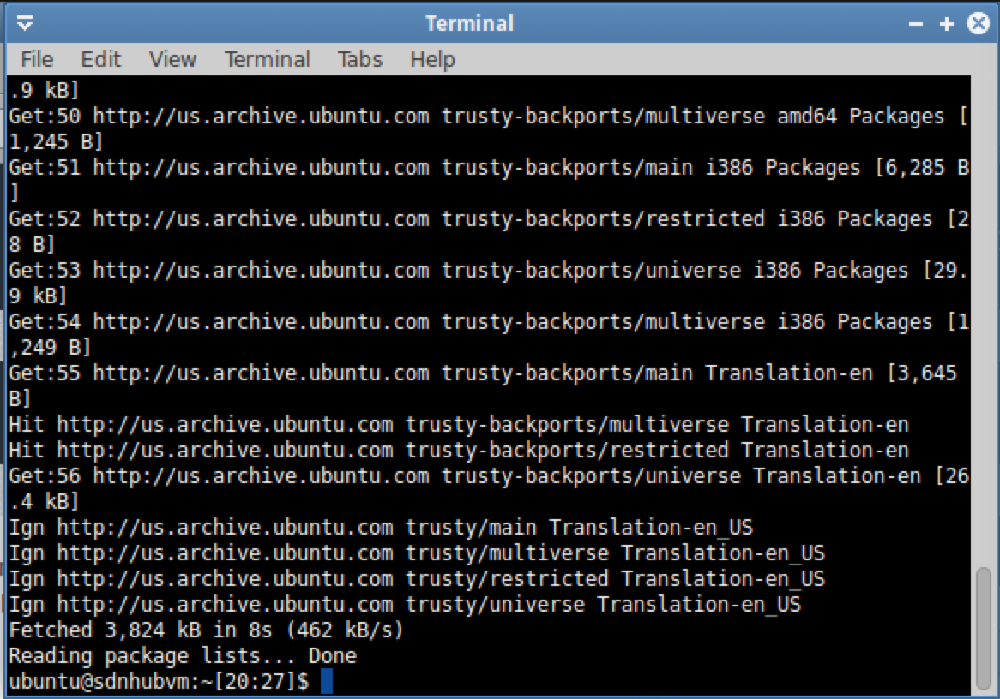 Terminal
File Edit View Terminal Tabs Help
.9 kB]
Get:50 http://us.archive.ubuntu.com trusty-backports/multiverse amd64 Packages [
1,245 B]
Get:51 http://us.archive.ubuntu.com trusty-backports/main i386 Packages [6,285 B
]
Get:52 http://us.archive.ubuntu.com trusty-backports/restricted i386 Packages [2
8 B]
Get:53 http://us.archive.ubuntu.com trusty-backports/universe i386 Packages [29.
9 kB]
Get:54 http://us.archive.ubuntu.com trusty-backports/multiverse i386 Packages [1
,249 B]
Get:55 http://us.archive.ubuntu.com trusty-backports/main Translation-en [3,645
B]
Hit http://us.archive.ubuntu.com trusty-backports/multiverse Translation-en
Hit http://us.archive.ubuntu.com trusty-backports/restricted Translation-en
Get:56 http://us.archive.ubuntu.com trusty-backports/universe Translation-en [26
.4 kB]
Ign http://us.archive.ubuntu.com trusty/main Translation-en_US
Ign http://us.archive.ubuntu.com trusty/multiverse Translation-en_US
Ign http://us.archive.ubuntu.com trusty/restricted Translation-en_US
Ign http://us.archive.ubuntu.com trusty/universe Translation-en_US
Fetched 3,824 kB in 8s (462 kB/s)
Reading package lists... Done
ubuntu@sdnhubvm:~[20:27]$